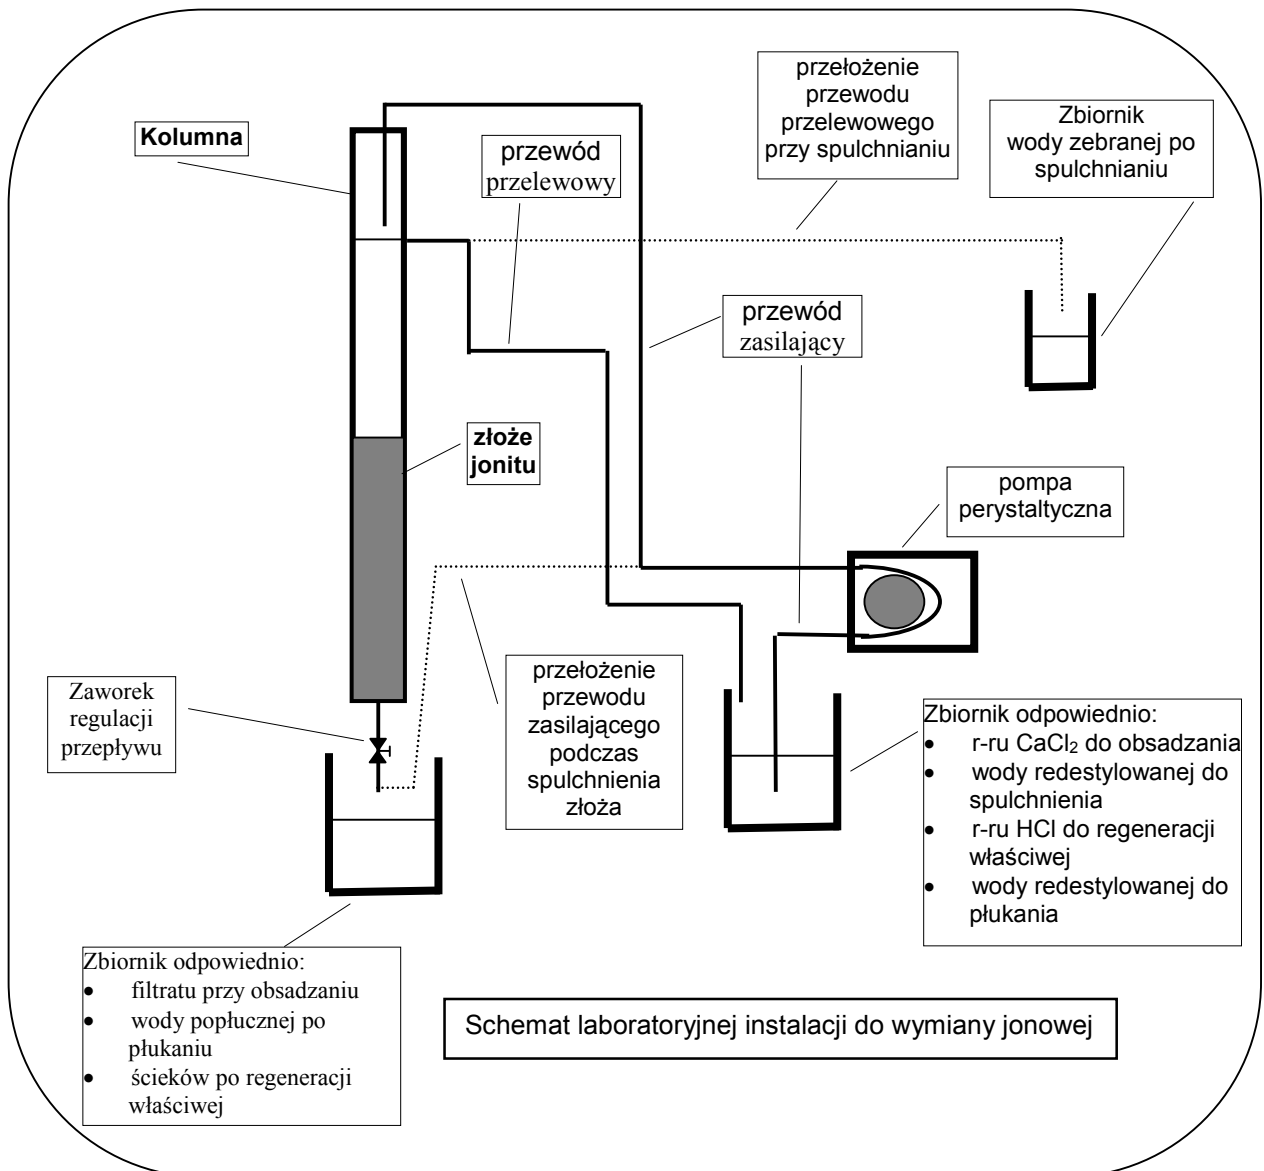 Kolumna
przewód
przelewowy
przełożenie
przewodu
przelewowego
przy spulchnianiu
Zbiornik
wody zebranej po
spulchnianiu
przewód
zasilający
złoże
jonitu
pompa
perystaltyczna
Zaworek
regulacji
przepływu
przełożenie
przewodu
zasilającego
podczas
spulchnienia
złoża
Zbiornik odpowiednio:
• r-ru CaCl₂ do obsadzania
• wody redestylowanej do
spulchnienia
• r-ru HCl do regeneracji
właściwej
• wody redestylowanej do
płukania
Zbiornik odpowiednio:
• filtratu przy obsadzaniu
• wody popłucznej po
płukaniu
• ścieków po regeneracji
właściwej
Schemat laboratoryjnej instalacji do wymiany jonowej